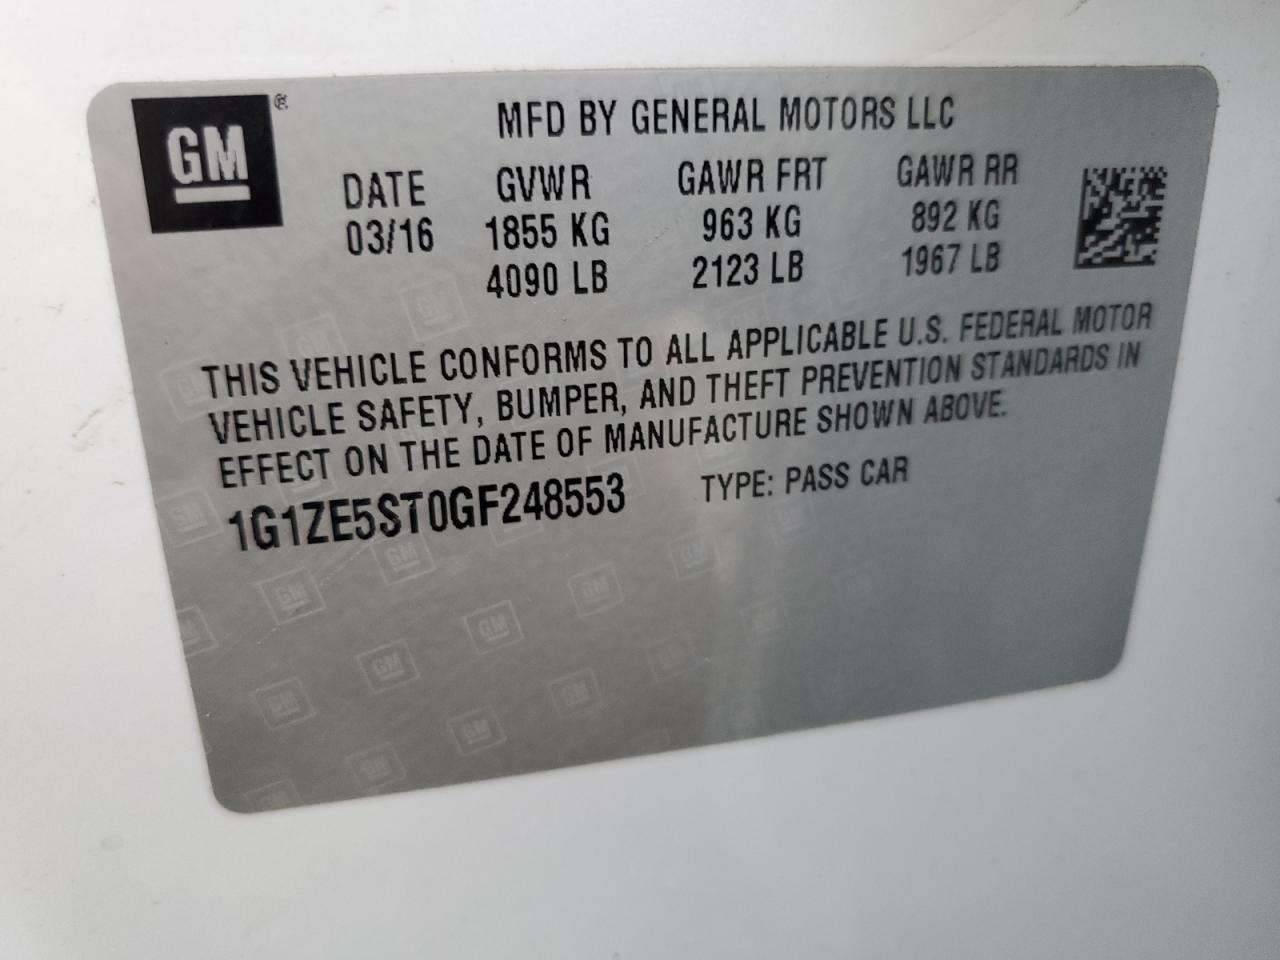 GM®
MFD BY GENERAL MOTORS LLC
DATE GVWR GAWR FRT GAWR RR
03/16 1855 KG 963 KG 892 KG
4090 LB 2123 LB 1967 LB
THIS VEHICLE CONFORMS TO ALL APPLICABLE U.S. FEDERAL MOTOR
VEHICLE SAFETY, BUMPER, AND THEFT PREVENTION STANDARDS IN
EFFECT ON THE DATE OF MANUFACTURE SHOWN ABOVE.
1G1ZE5ST0GF248553 TYPE: PASS CAR